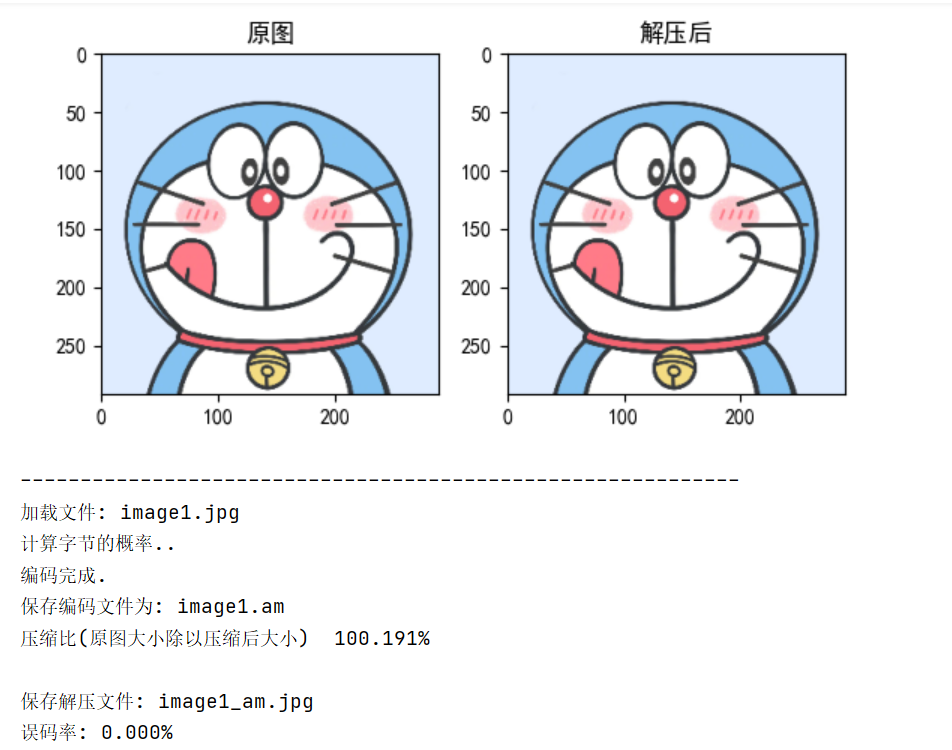 原图 解压后
0 0
50 50
100 100
150 150
200 200
250 250
0 100 200 0 100 200
------------------------------------------------------------
加载文件: image1.jpg
计算字节的概率..
编码完成.
保存编码文件为: image1.am
压缩比(原图大小除以压缩后大小)  100.191%
保存解压文件: image1_am.jpg
误码率: 0.000%